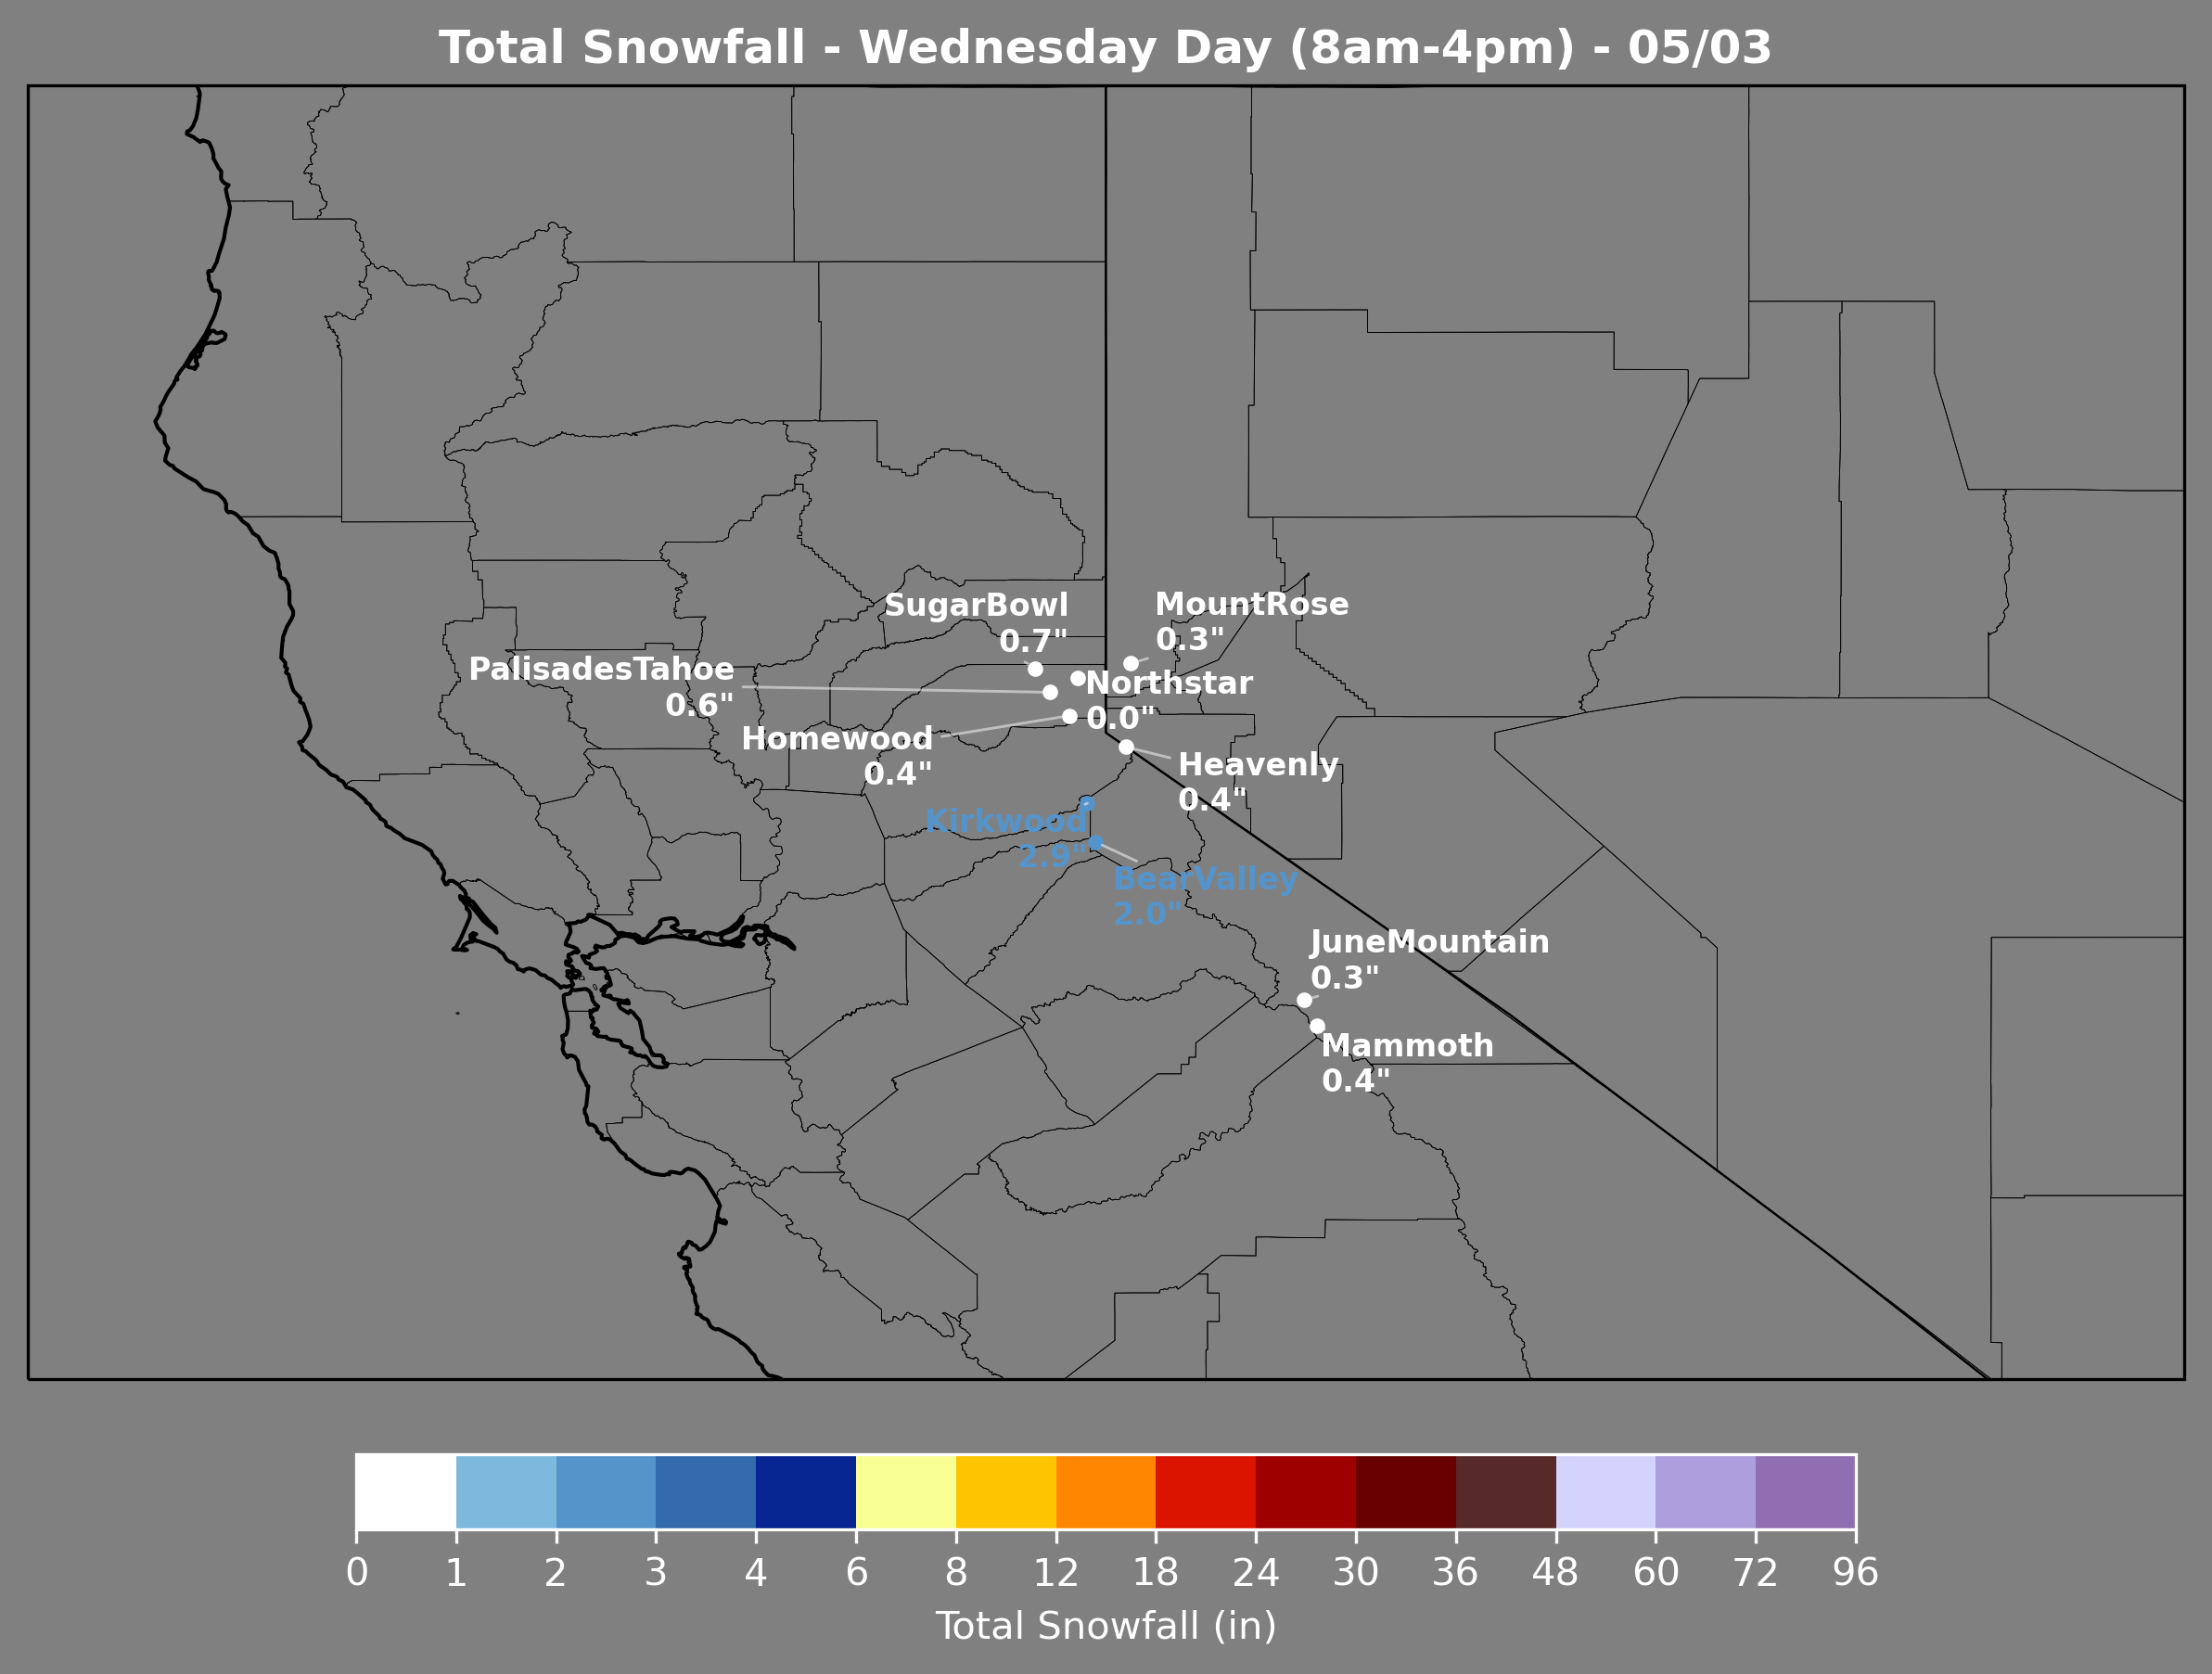 Total Snowfall - Wednesday Day (8am-4pm) - 05/03
SugarBowl
0.7"
MountRose
0.3"
PalisadesTahoe
0.6"
Northstar
0.0"
Homewood
0.4"
Heavenly
0.4"
Kirkwood
2.9"
BearValley
2.0"
JuneMountain
0.3"
Mammoth
0.4"
0 1 2 3 4 6 8 12 18 24 30 36 48 60 72 96
Total Snowfall (in)